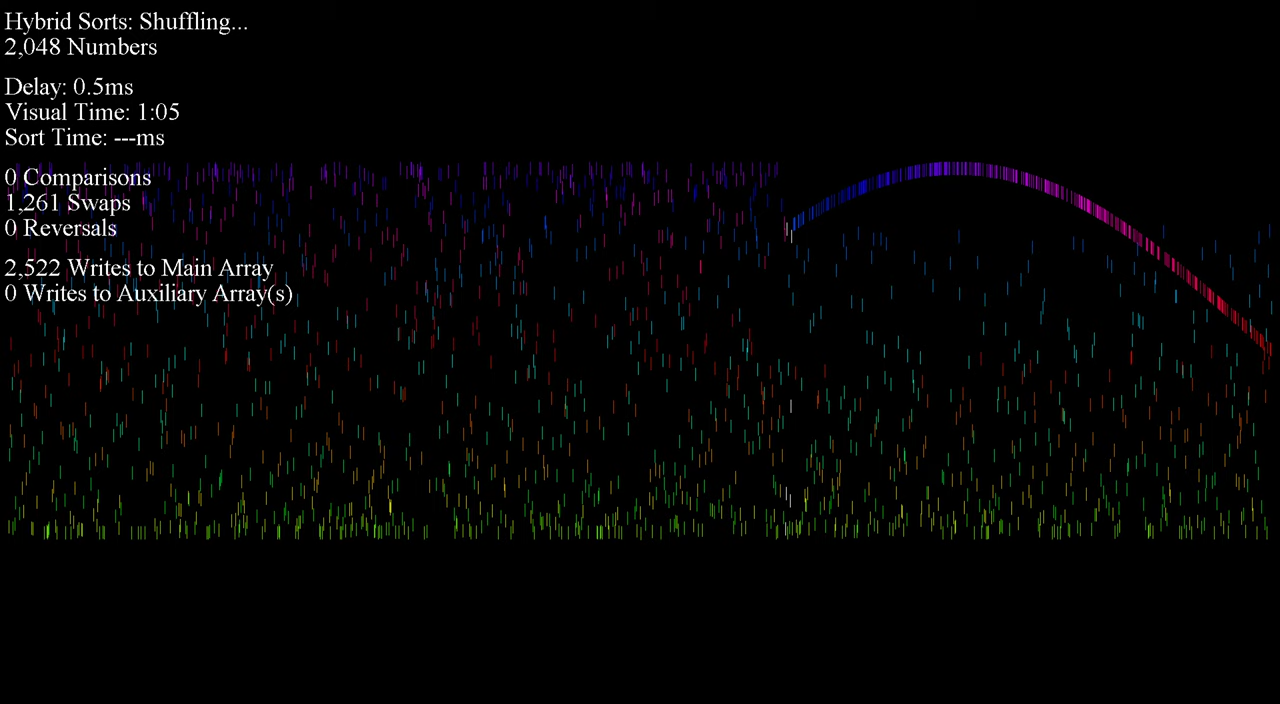 Hybrid Sorts: Shuffling...
2,048 Numbers
Delay: 0.5ms
Visual Time: 1:05
Sort Time: ---ms
0 Comparisons
1,261 Swaps
0 Reversals
2,522 Writes to Main Array
0 Writes to Auxiliary Array(s)